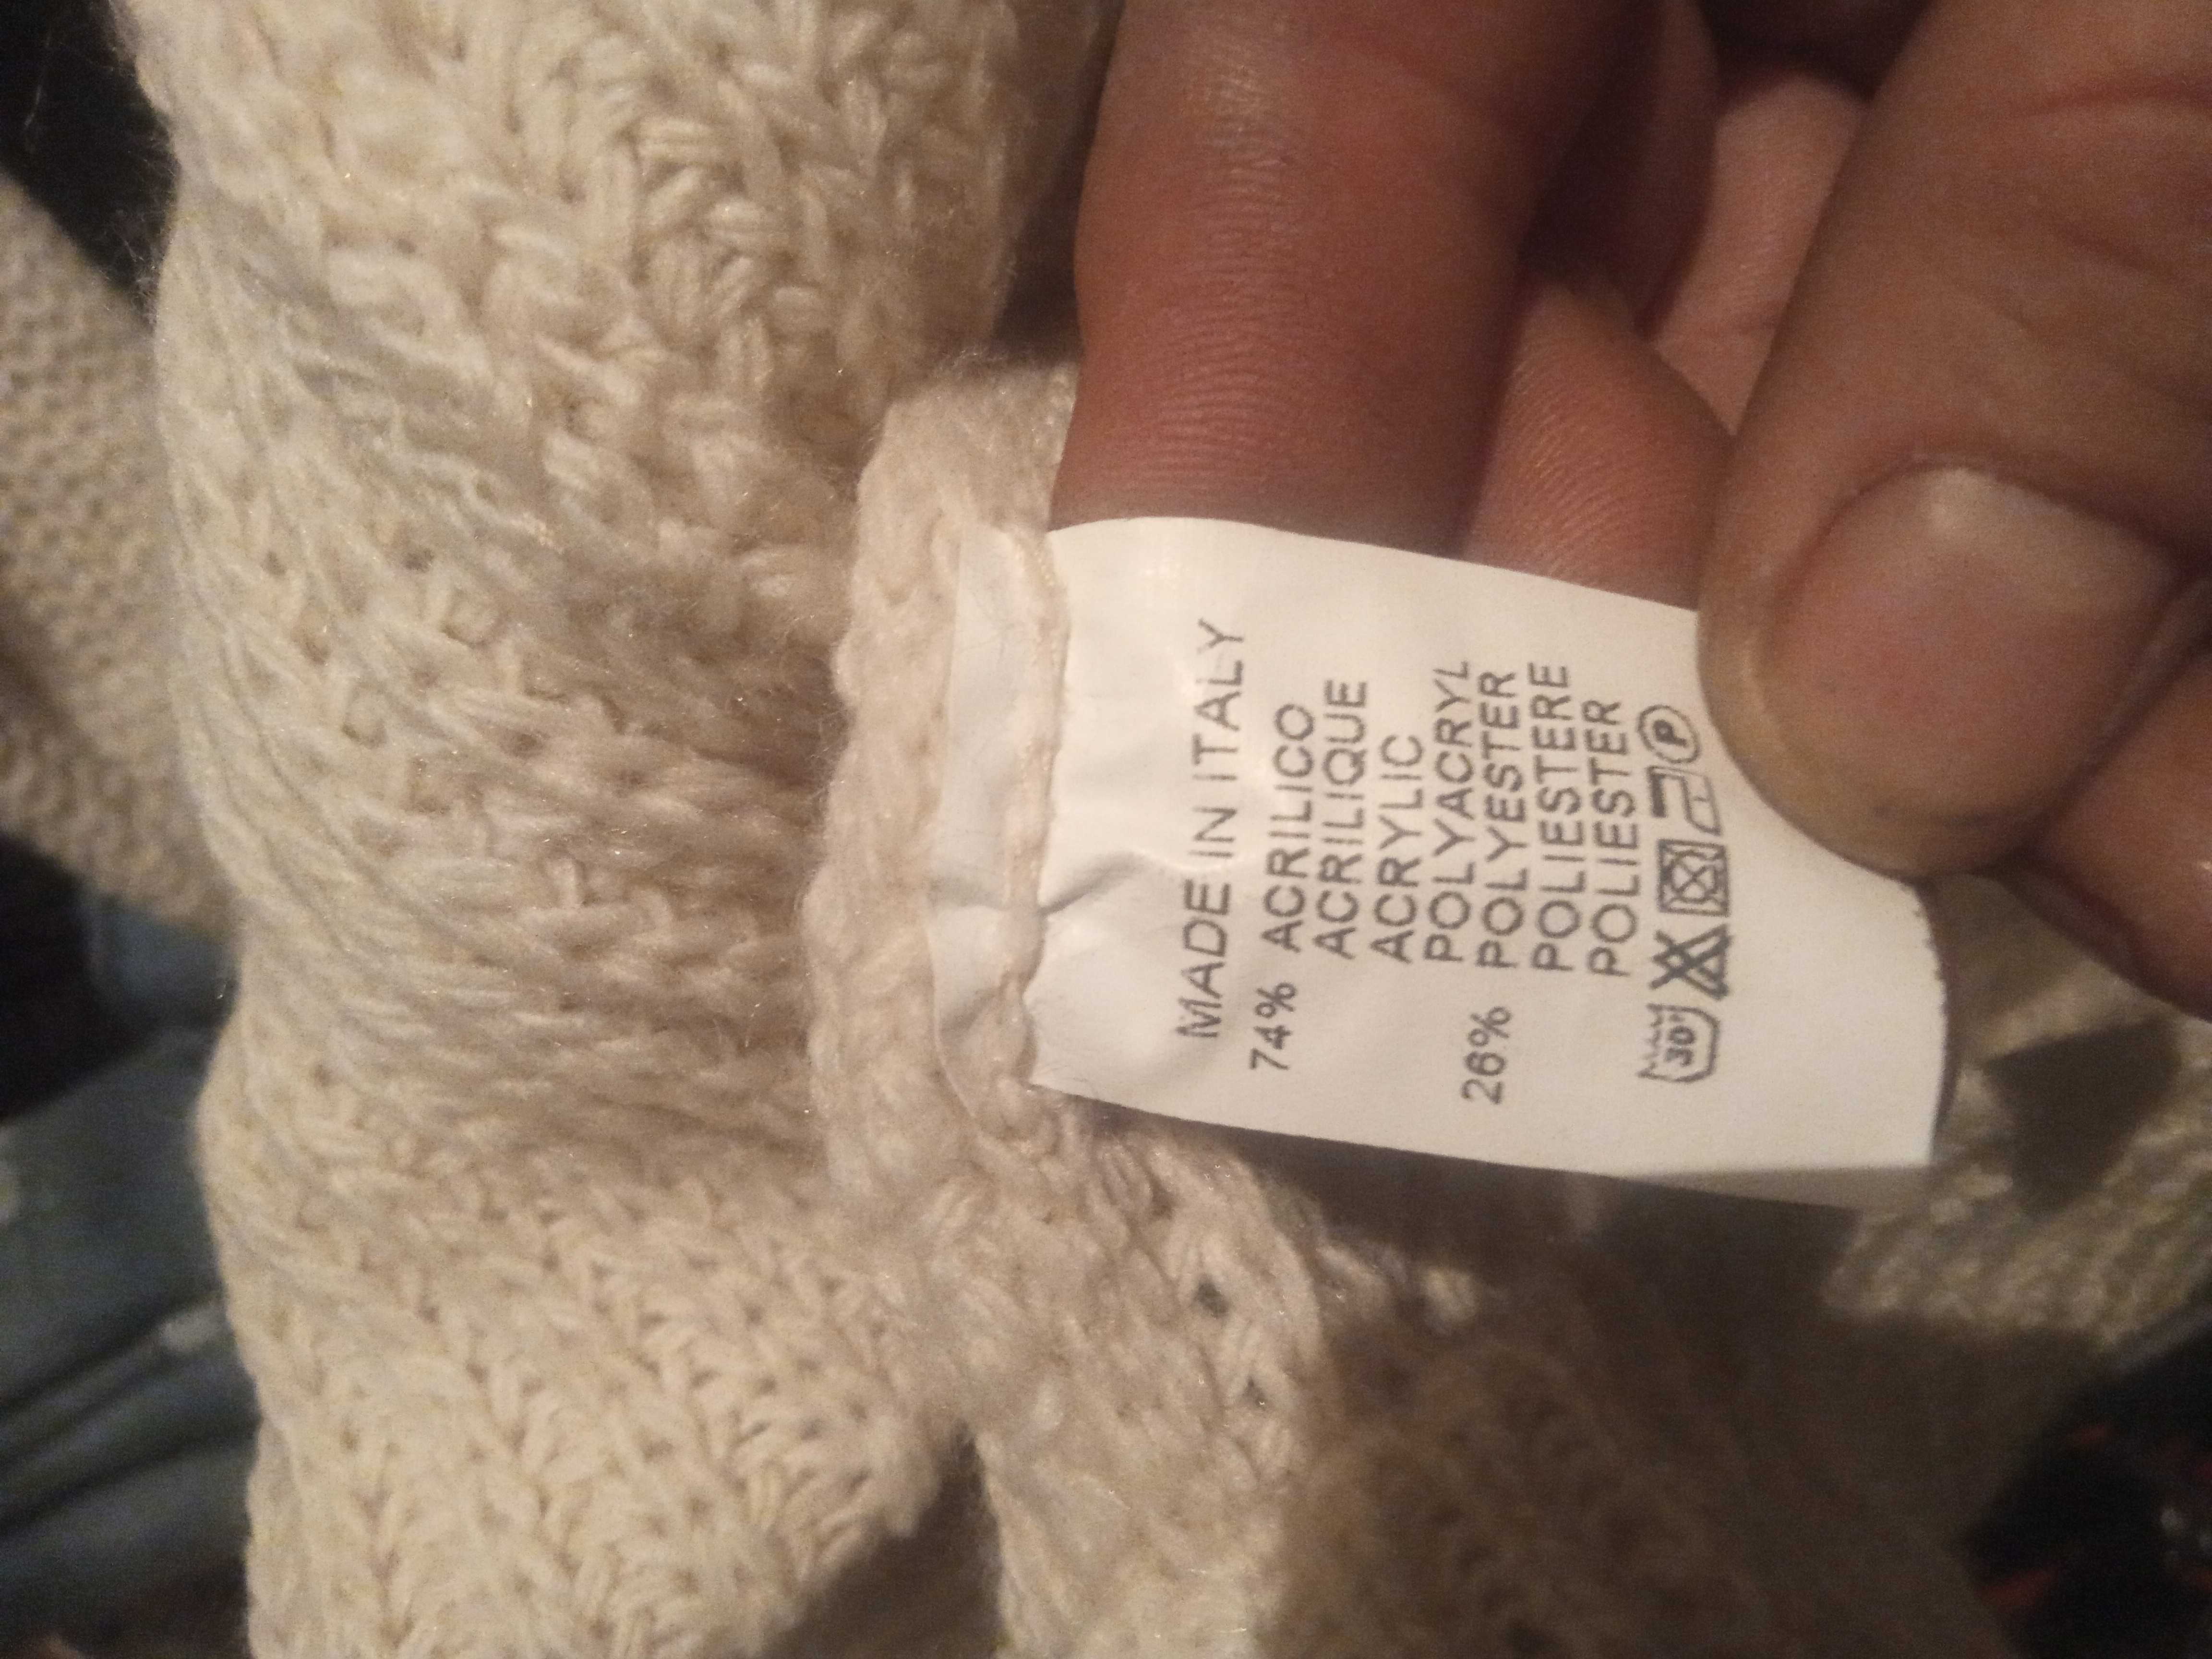 MADE IN ITALY
74% ACRILICO
ACRILIQUE
ACRYLIC
POLYACRYL
26% POLYESTER
POLIESTERE
POLIESTER
30° P